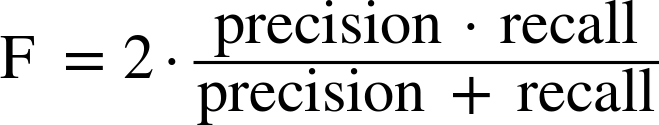 F = 2 · precision · recall
precision + recall